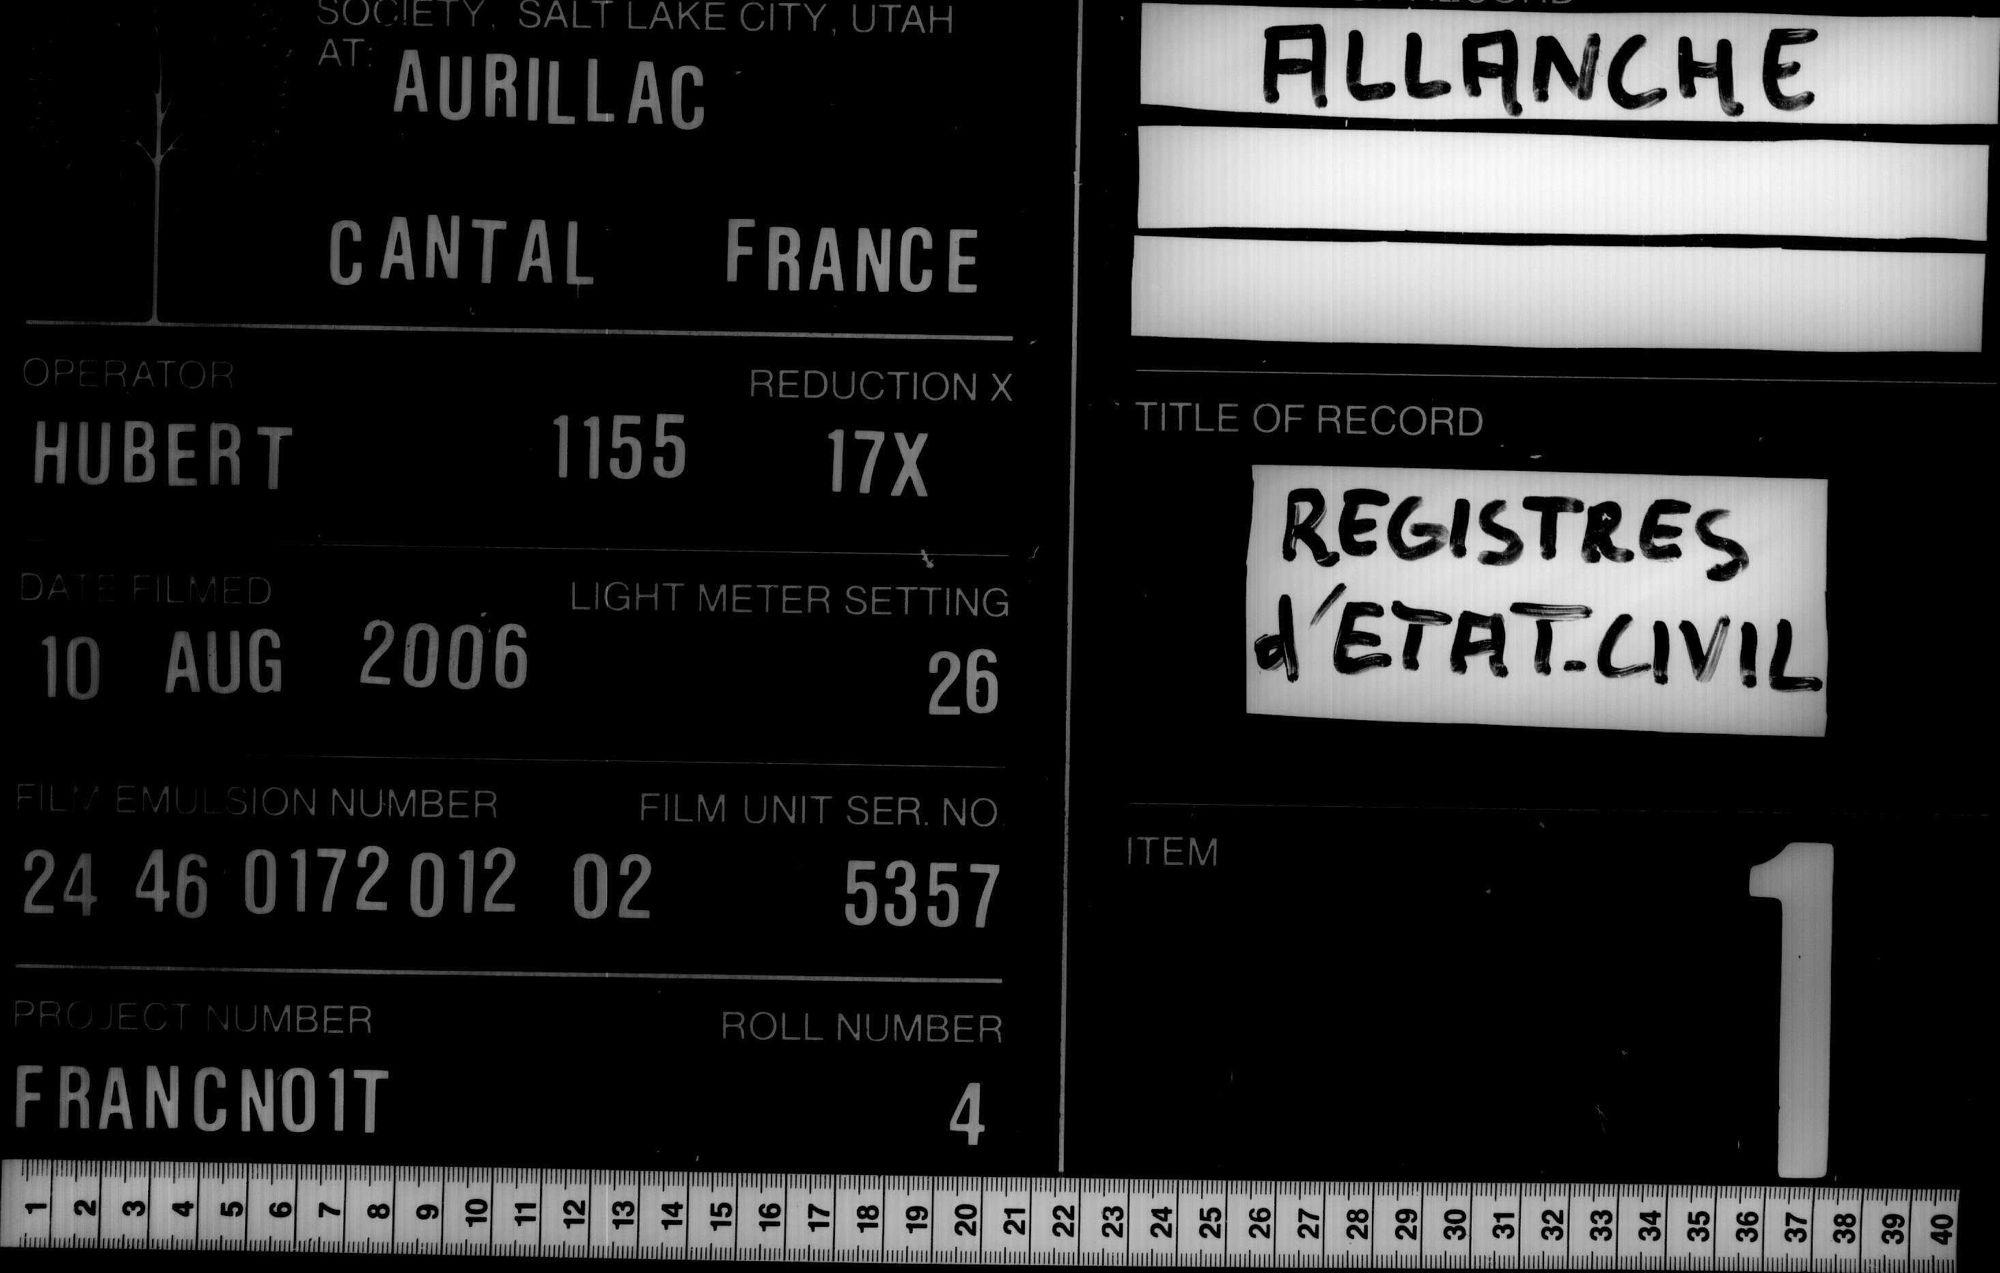 SOCIETY, SALT LAKE CITY, UTAH
AT:
AURILLAC
CANTAL FRANCE
OPERATOR REDUCTION X
HUBERT 1155 17X
DATE FILMED LIGHT METER SETTING
10 AUG 2006 26
FILM EMULSION NUMBER FILM UNIT SER. NO.
24 46 0172 012 02 5357
PROJECT NUMBER ROLL NUMBER
FRANCN01T 4
ALLANCHE
TITLE OF RECORD
REGISTRES
d'ETAT-CIVIL
ITEM
1
1 2 3 4 5 6 7 8 9 10 11 12 13 14 15 16 17 18 19 20 21 22 23 24 25 26 27 28 29 30 31 32 33 34 35 36 37 38 39 40